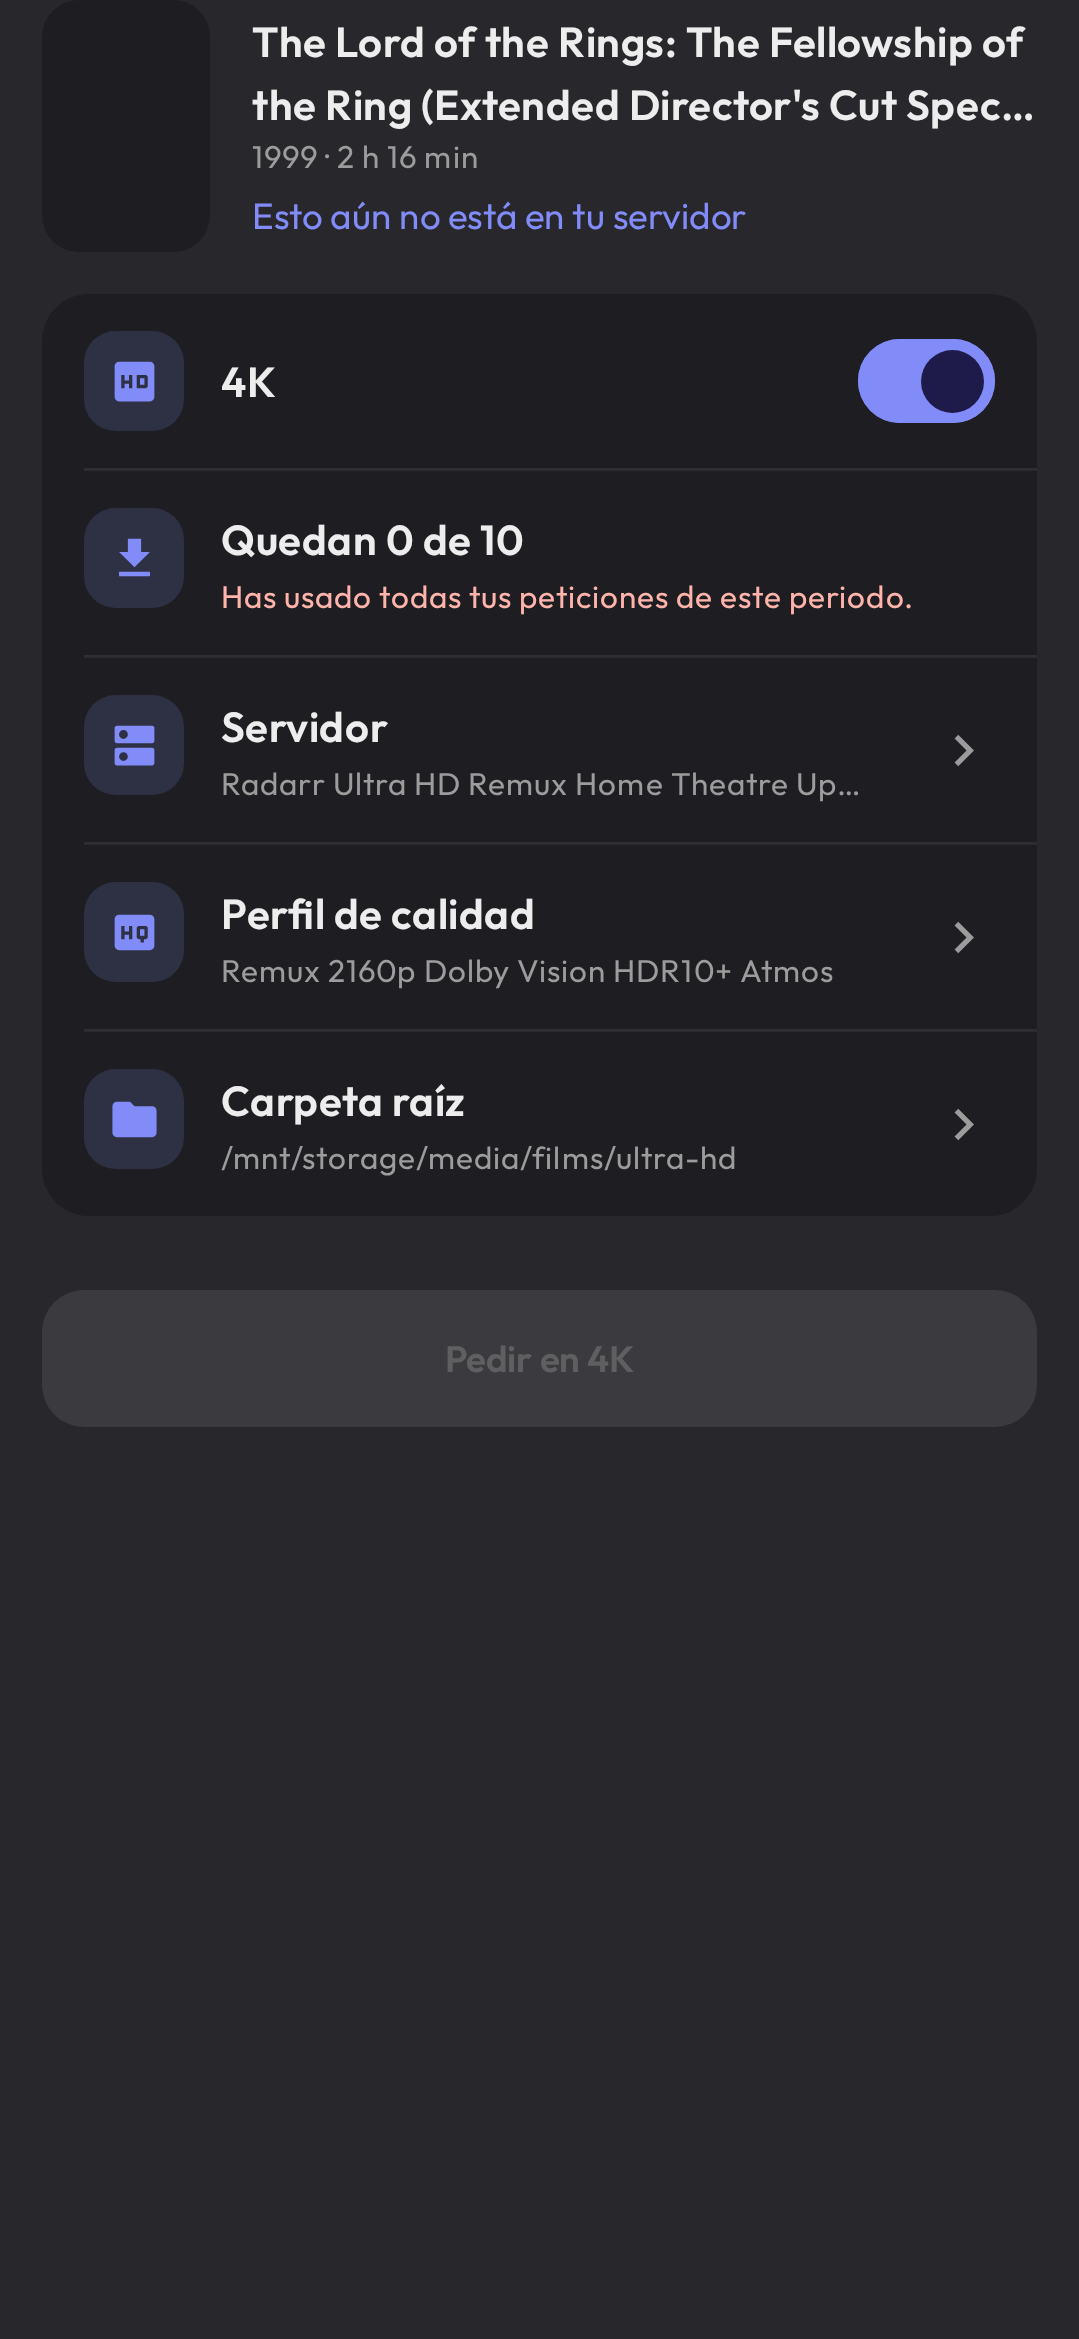 The Lord of the Rings: The Fellowship of
the Ring (Extended Director's Cut Spec...
1999 · 2 h 16 min
Esto aún no está en tu servidor
HD
4K
Quedan 0 de 10
Has usado todas tus peticiones de este periodo.
Servidor
Radarr Ultra HD Remux Home Theatre Up...
HQ
Perfil de calidad
Remux 2160p Dolby Vision HDR10+ Atmos
Carpeta raíz
/mnt/storage/media/films/ultra-hd
Pedir en 4K